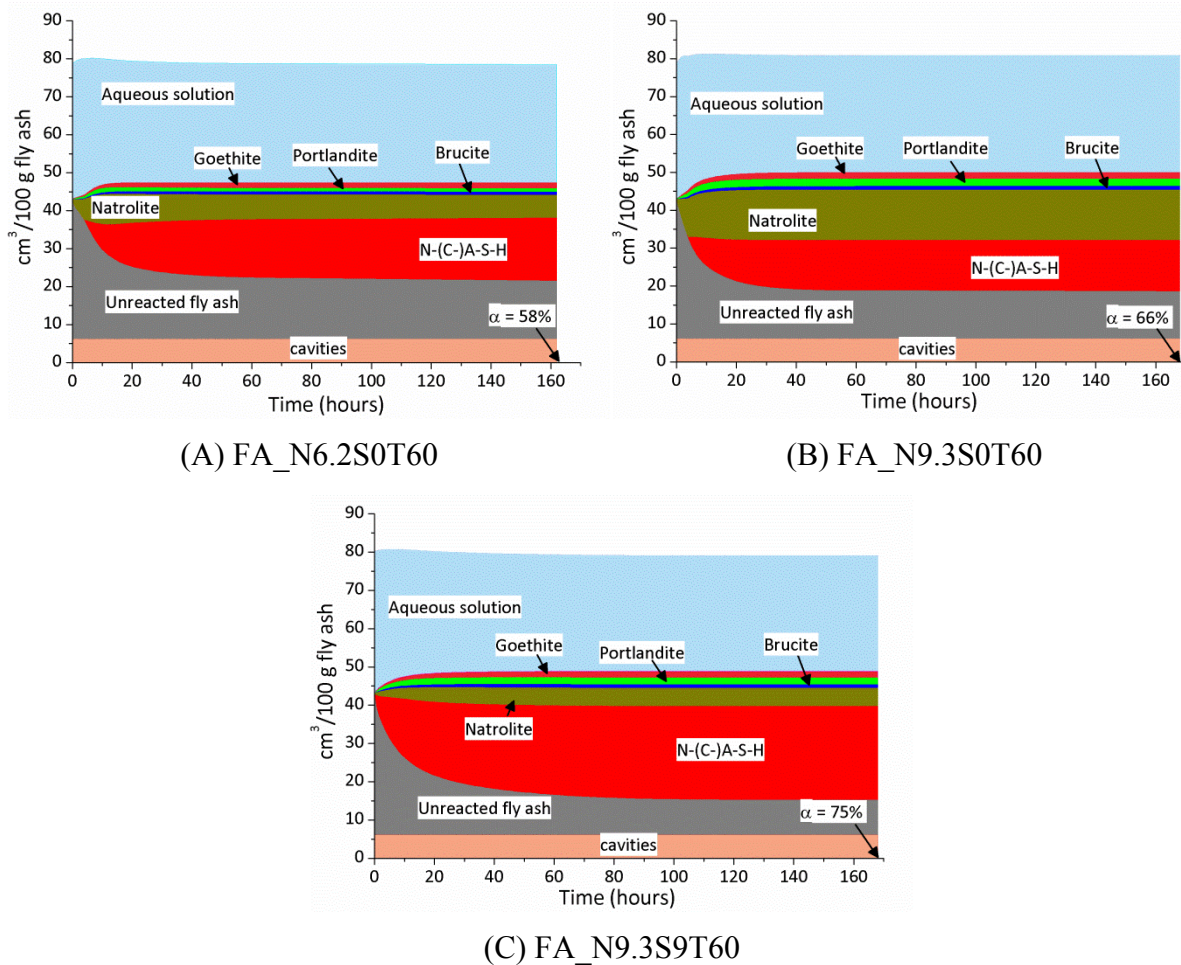 90
80
70
60
50
40
30
20
10
0
cm³/100 g fly ash
Aqueous solution
Goethite
Portlandite
Brucite
Natrolite
N-(C-)A-S-H
Unreacted fly ash
α = 58%
cavities
0 20 40 60 80 100 120 140 160
Time (hours)
(A) FA_N6.2S0T60
90
80
70
60
50
40
30
20
10
0
cm³/100 g fly ash
Aqueous solution
Goethite
Portlandite
Brucite
Natrolite
N-(C-)A-S-H
Unreacted fly ash
α = 66%
cavities
0 20 40 60 80 100 120 140 160
Time (hours)
(B) FA_N9.3S0T60
90
80
70
60
50
40
30
20
10
0
cm³/100 g fly ash
Aqueous solution
Goethite
Portlandite
Brucite
Natrolite
N-(C-)A-S-H
Unreacted fly ash
α = 75%
cavities
0 20 40 60 80 100 120 140 160
Time (hours)
(C) FA_N9.3S9T60